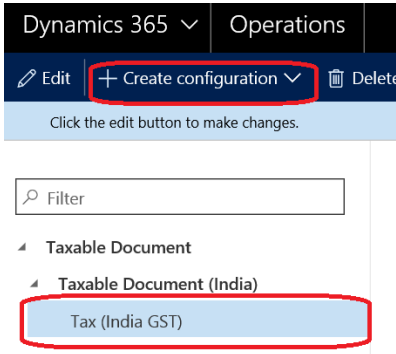 Dynamics 365 Operations
Edit + Create configuration Delete
Click the edit button to make changes.
Filter
Taxable Document
Taxable Document (India)
Tax (India GST)